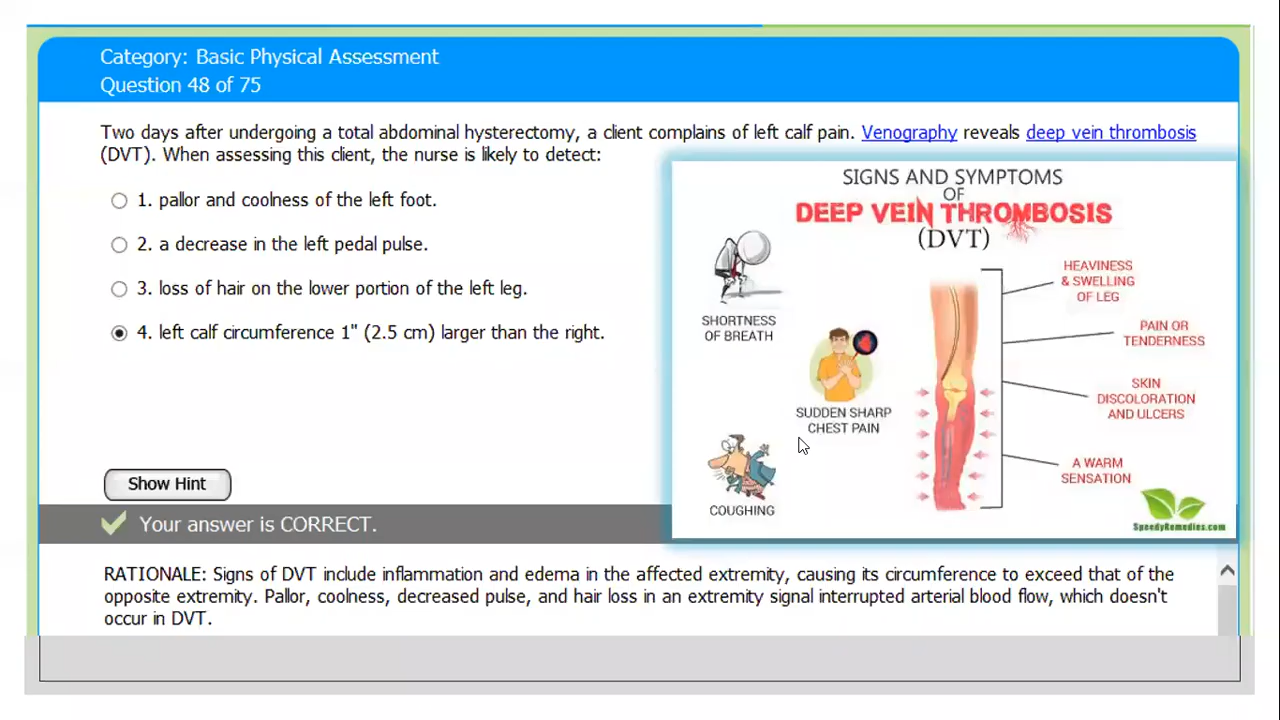 Category: Basic Physical Assessment
Question 48 of 75
Two days after undergoing a total abdominal hysterectomy, a client complains of left calf pain. Venography reveals deep vein thrombosis
(DVT). When assessing this client, the nurse is likely to detect:
1. pallor and coolness of the left foot.
2. a decrease in the left pedal pulse.
3. loss of hair on the lower portion of the left leg.
4. left calf circumference 1" (2.5 cm) larger than the right.
SIGNS AND SYMPTOMS
OF
DEEP VEIN THROMBOSIS
(DVT)
SHORTNESS
OF BREATH
SUDDEN SHARP
CHEST PAIN
COUGHING
HEAVINESS
& SWELLING
OF LEG
PAIN OR
TENDERNESS
SKIN
DISCOLORATION
AND ULCERS
A WARM
SENSATION
SpeedyRemedies.com
Show Hint
Your answer is CORRECT.
RATIONALE: Signs of DVT include inflammation and edema in the affected extremity, causing its circumference to exceed that of the
opposite extremity. Pallor, coolness, decreased pulse, and hair loss in an extremity signal interrupted arterial blood flow, which doesn't
occur in DVT.